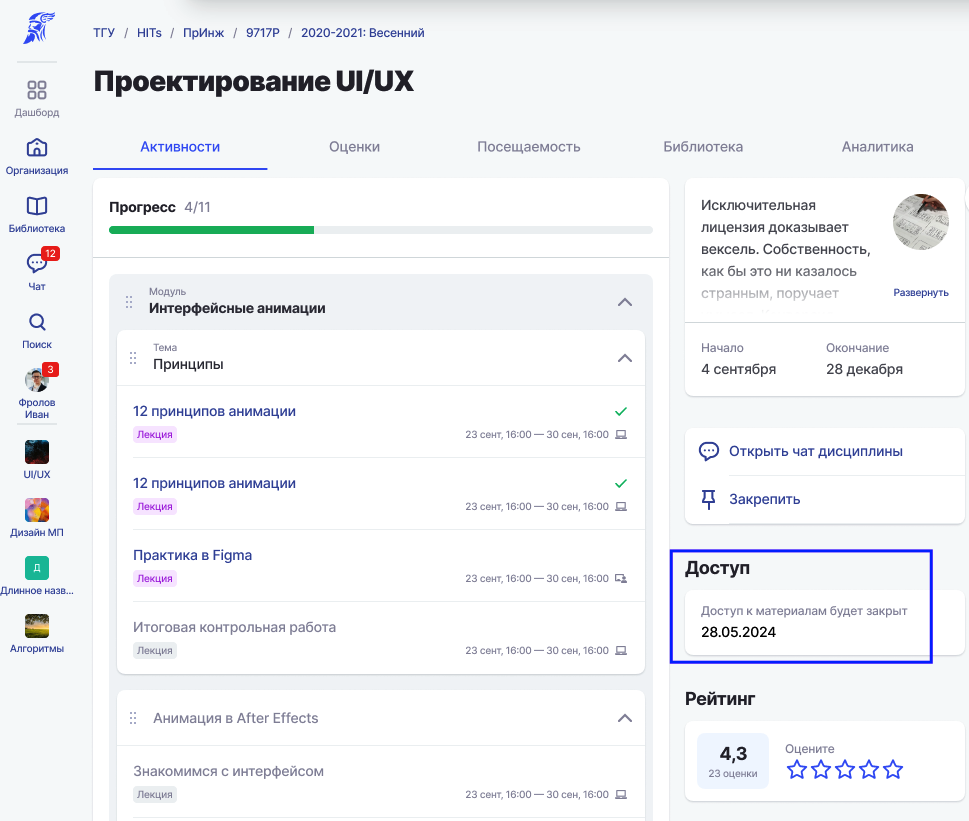 ТГУ / HITs / ПрИнж / 9717Р / 2020-2021: Весенний
Проектирование UI/UX
Дашборд
Организация
Библиотека
12
Чат
Поиск
3
Фролов
Иван
UI/UX
Дизайн МП
Д
Длинное назв...
Алгоритмы
Активности
Оценки
Посещаемость
Библиотека
Аналитика
Прогресс 4/11
Модуль
Интерфейсные анимации
Тема
Принципы
12 принципов анимации
Лекция
23 сент, 16:00 — 30 сен, 16:00
12 принципов анимации
Лекция
23 сент, 16:00 — 30 сен, 16:00
Практика в Figma
Лекция
23 сент, 16:00 — 30 сен, 16:00
Итоговая контрольная работа
Лекция
23 сент, 16:00 — 30 сен, 16:00
Анимация в After Effects
Знакомимся с интерфейсом
Лекция
23 сент, 16:00 — 30 сен, 16:00
Исключительная
лицензия доказывает
вексель. Собственность,
как бы это ни казалось
странным, поручает
Развернуть
Начало
4 сентября
Окончание
28 декабря
Открыть чат дисциплины
Закрепить
Доступ
Доступ к материалам будет закрыт
28.05.2024
Рейтинг
4,3
23 оценки
Оцените